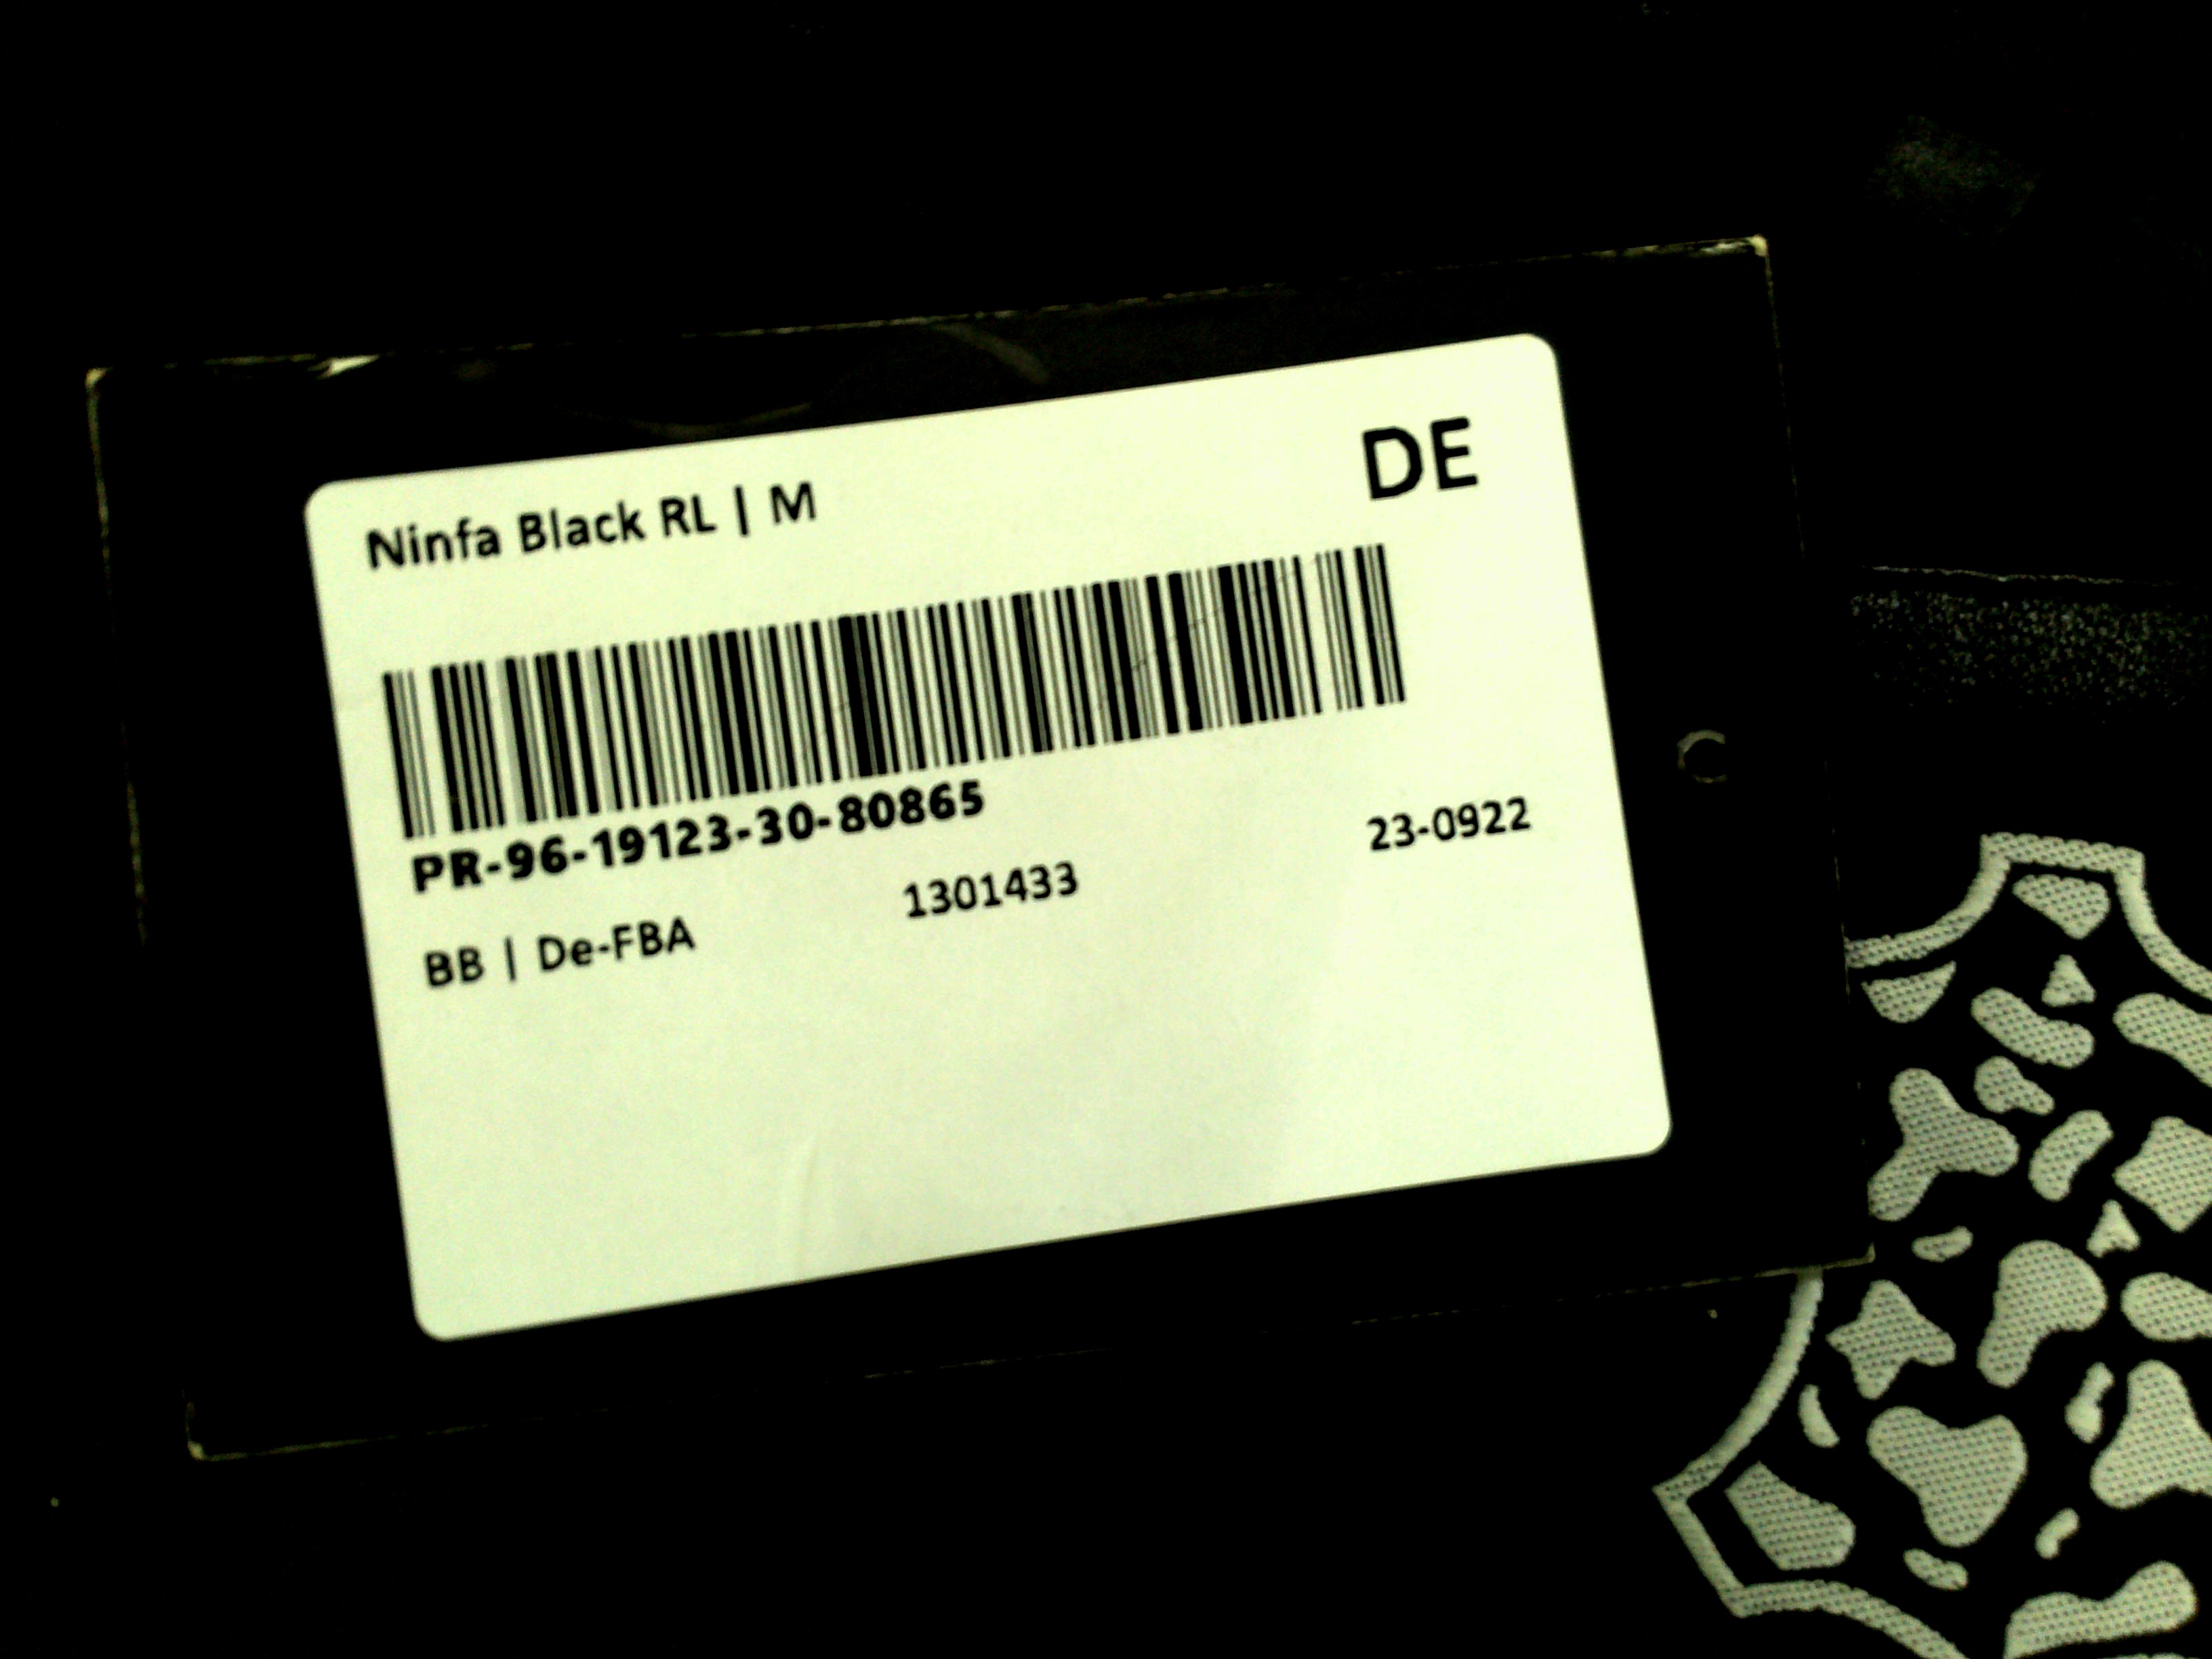 DE
Ninfa Black RL | M
PR-96-19123-30-80865
23-0922
1301433
BB | De-FBA